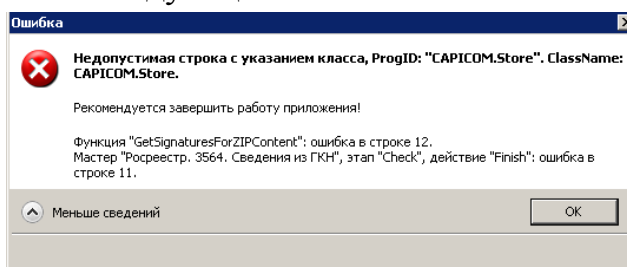 Ошибка
Недопустимая строка с указанием класса, ProgID: "CAPICOM.Store". ClassName:
CAPICOM.Store.
Рекомендуется завершить работу приложения!
Функция "GetSignaturesForZIPContent": ошибка в строке 12.
Мастер "Росреестр. 3564. Сведения из ГКН", этап "Check", действие "Finish": ошибка в
строке 11.
Меньше сведений
OK